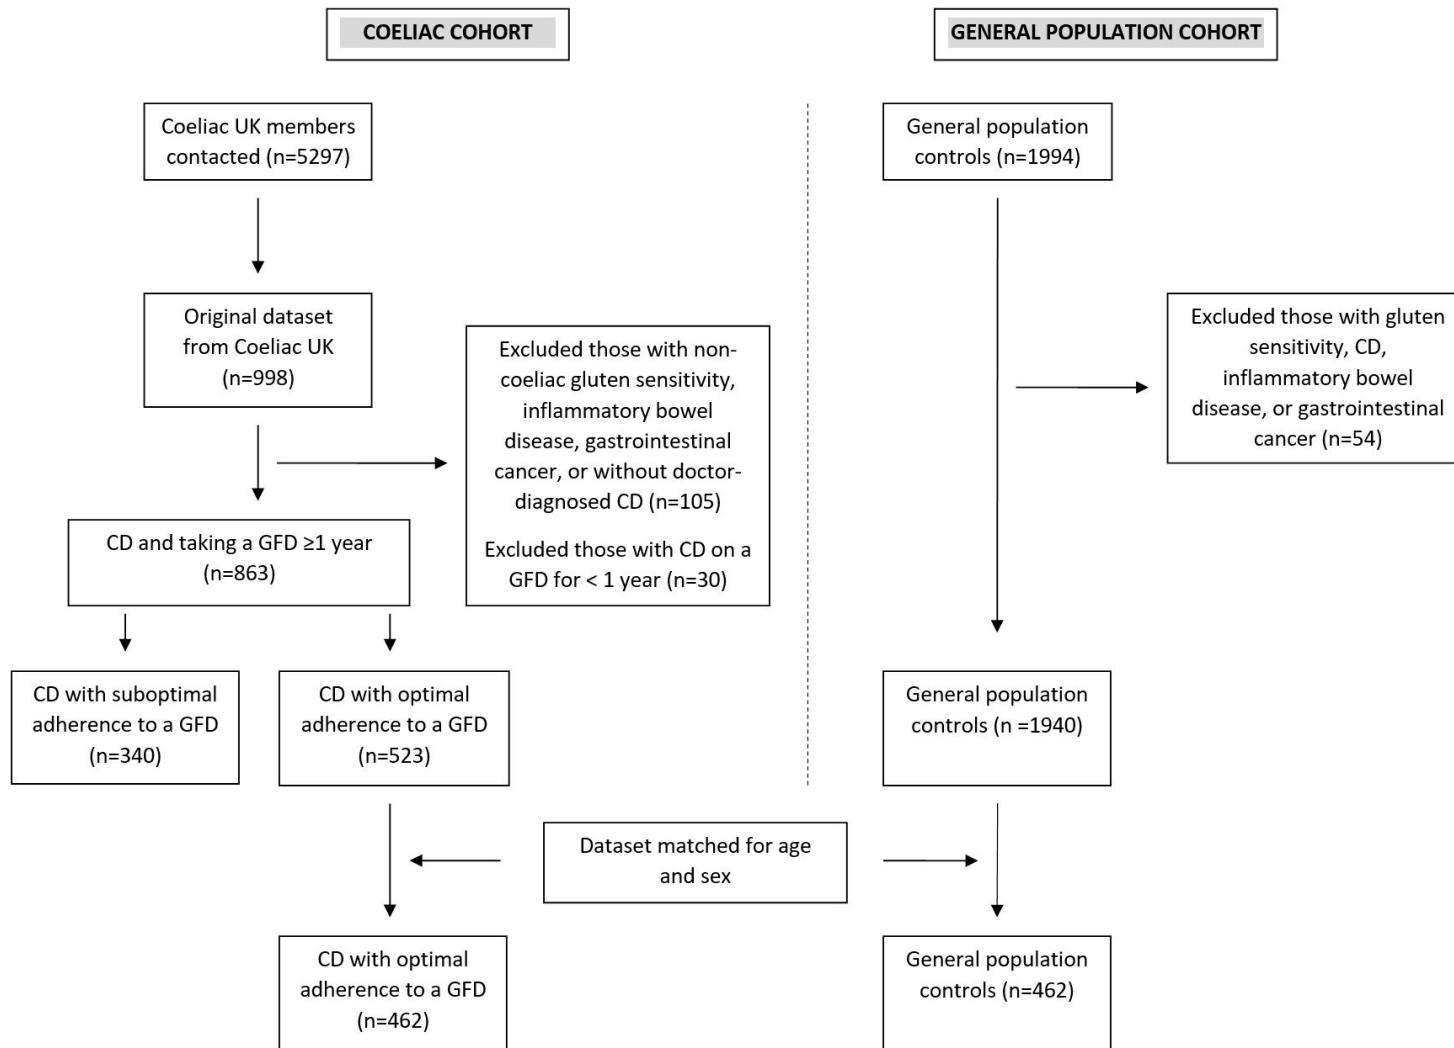 COELIAC COHORT
GENERAL POPULATION COHORT
Coeliac UK members
contacted (n=5297)
General population
controls (n=1994)
Original dataset
from Coeliac UK
(n=998)
Excluded those with non-
coeliac gluten sensitivity,
inflammatory bowel
disease, gastrointestinal
cancer, or without doctor-
diagnosed CD (n=105)
Excluded those with CD on a
GFD for < 1 year (n=30)
Excluded those with gluten
sensitivity, CD,
inflammatory bowel
disease, or gastrointestinal
cancer (n=54)
CD and taking a GFD ≥1 year
(n=863)
CD with suboptimal
adherence to a GFD
(n=340)
CD with optimal
adherence to a GFD
(n=523)
General population
controls (n =1940)
Dataset matched for age
and sex
CD with optimal
adherence to a GFD
(n=462)
General population
controls (n=462)